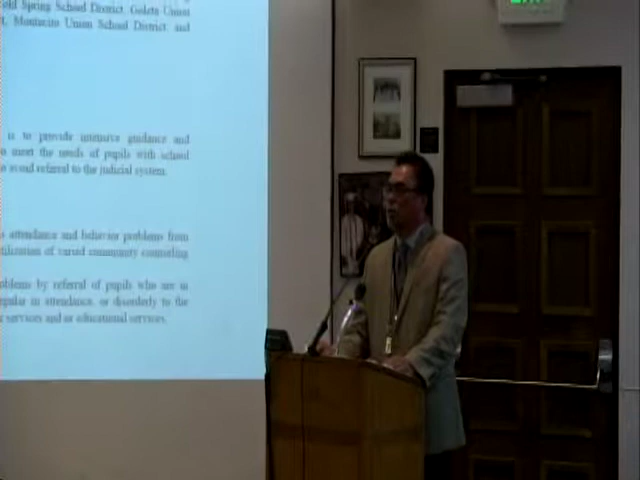 old Spring School District, Goleta Union
t, Montecito Union School District, and
is to provide intensive guidance and
o meet the needs of pupils with school
o avoid referral to the judicial system.
s attendance and behavior problems from
tilization of varied community counseling
oblems by referral of pupils who are in
egular in attendance, or disorderly to the
r services and or educational services.